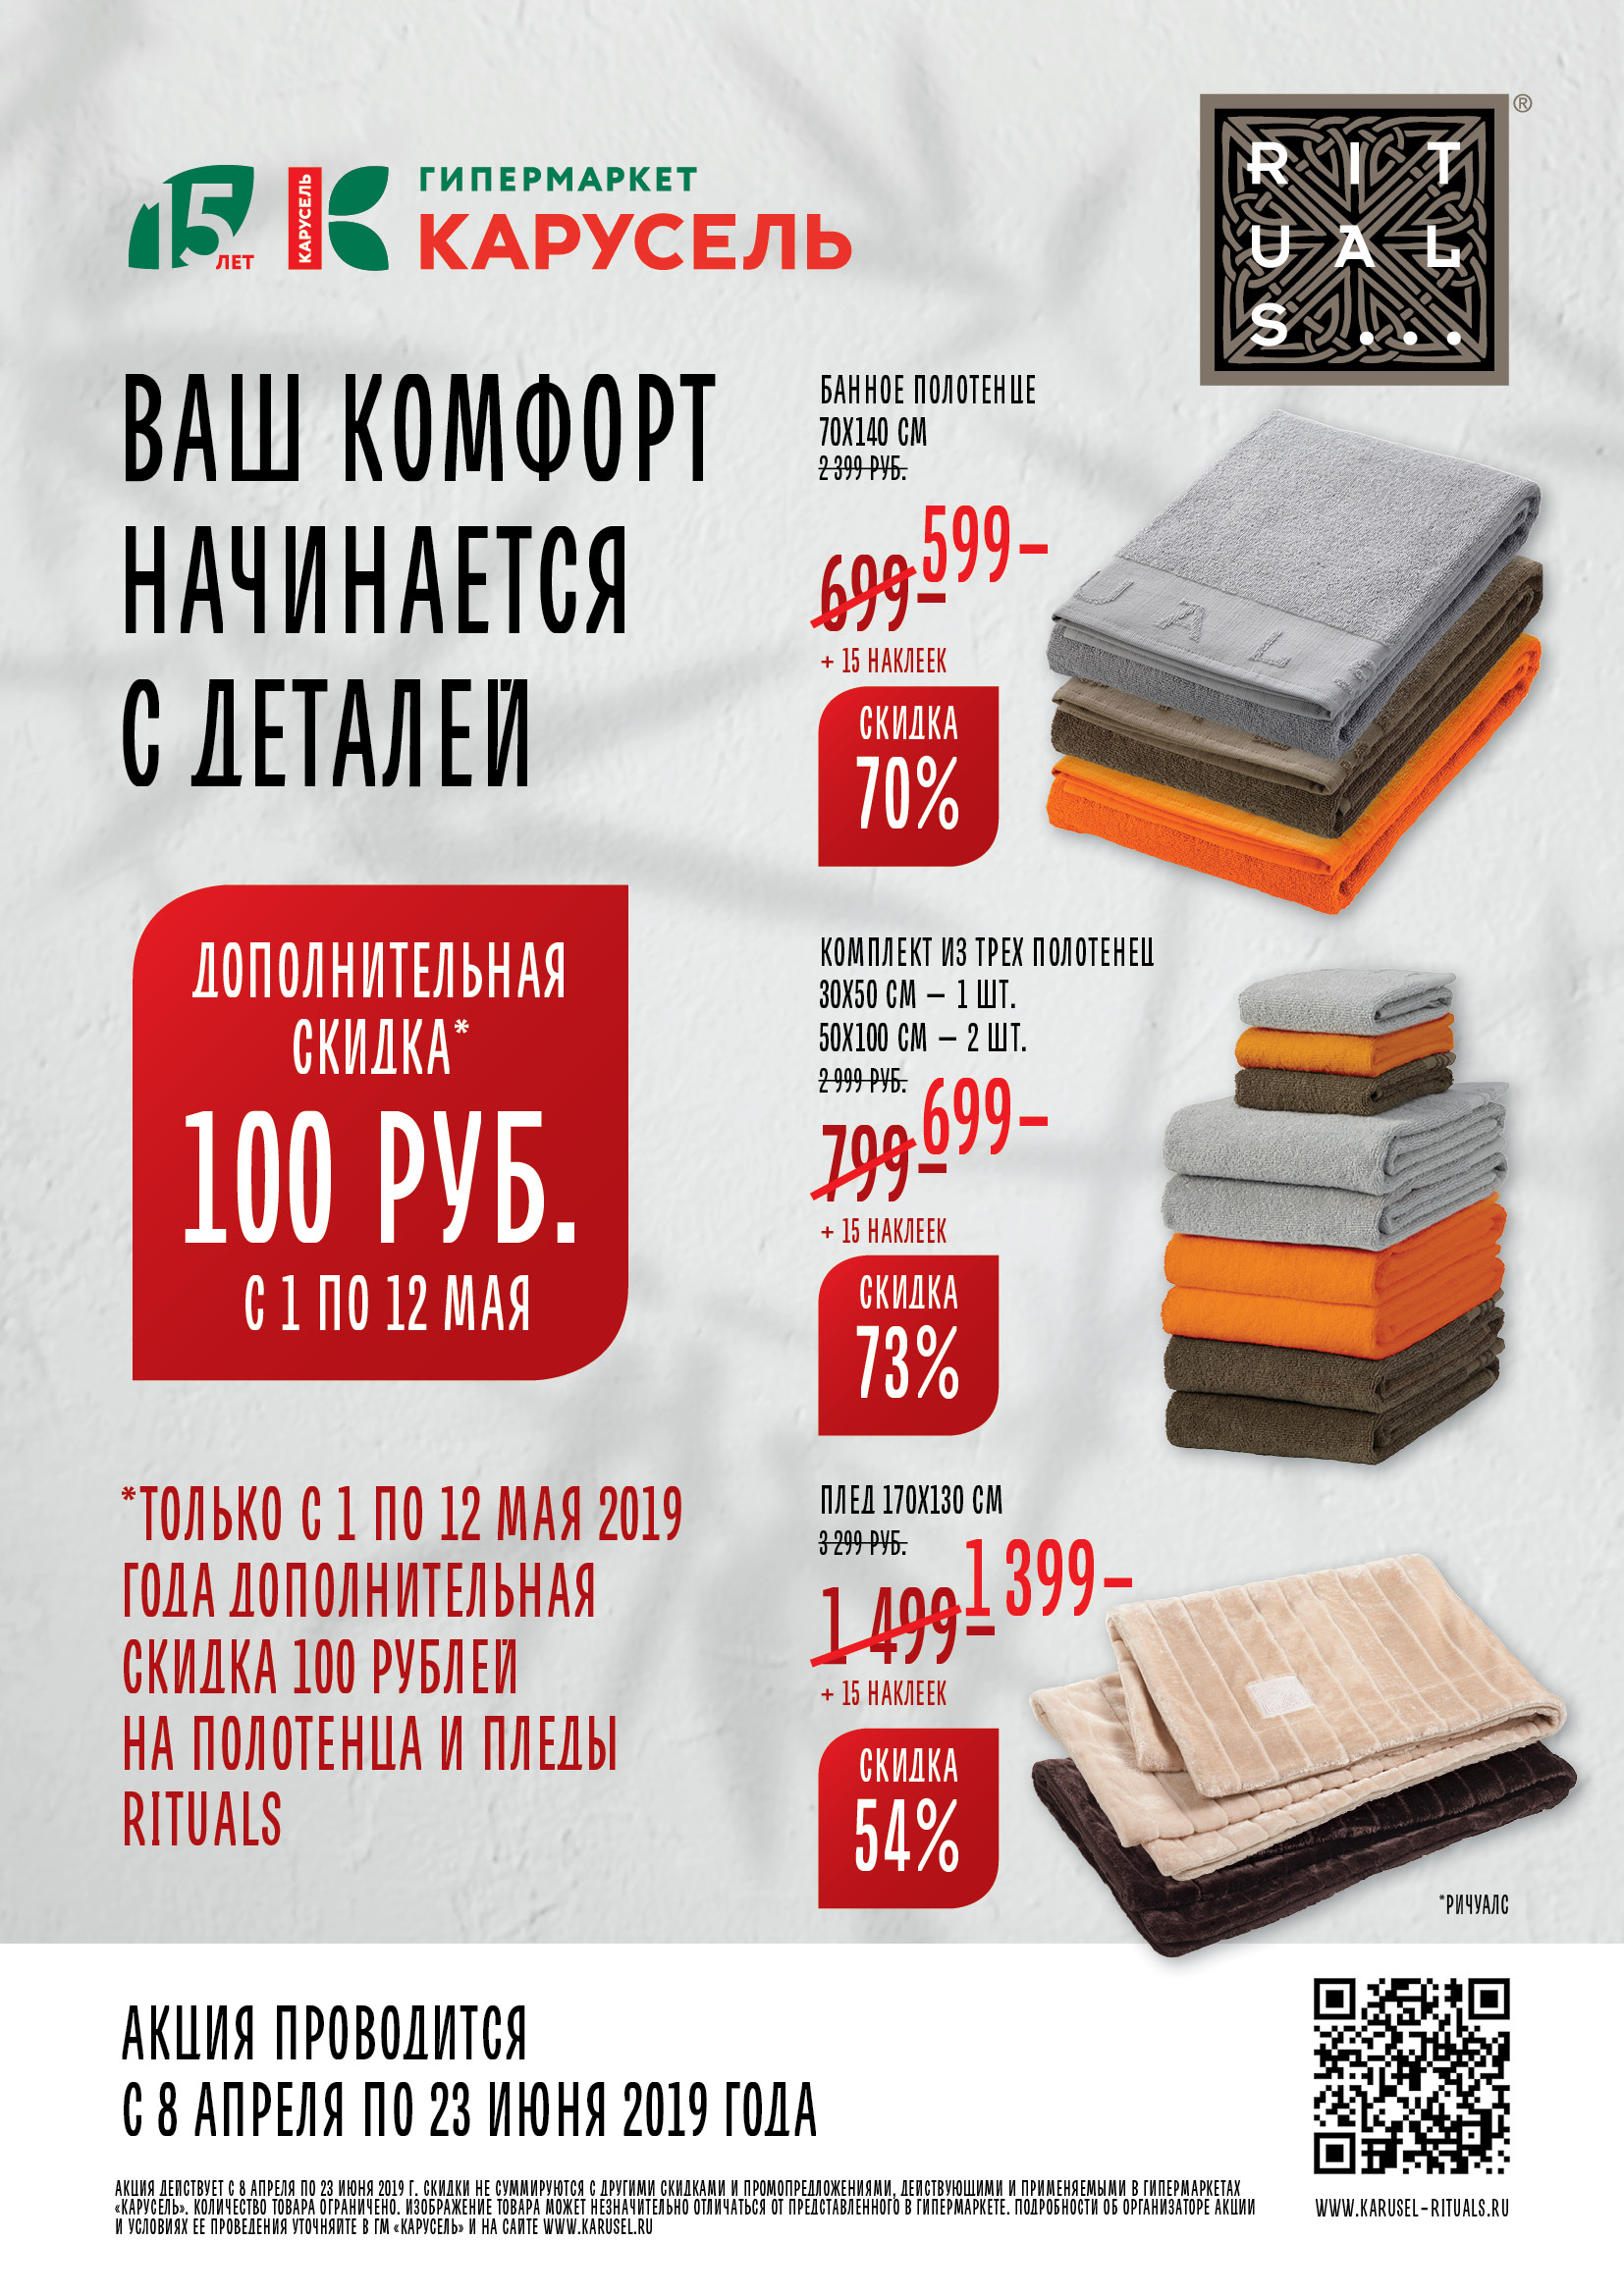 15 ЛЕТ
КАРУСЕЛЬ
ГИПЕРМАРКЕТ
КАРУСЕЛЬ
R I T
U A L
S ...
®
ВАШ КОМФОРТ
НАЧИНАЕТСЯ
С ДЕТАЛЕЙ
ДОПОЛНИТЕЛЬНАЯ
СКИДКА*
100 РУБ.
С 1 ПО 12 МАЯ
*ТОЛЬКО С 1 ПО 12 МАЯ 2019
ГОДА ДОПОЛНИТЕЛЬНАЯ
СКИДКА 100 РУБЛЕЙ
НА ПОЛОТЕНЦА И ПЛЕДЫ
RITUALS
БАННОЕ ПОЛОТЕНЦЕ
70Х140 СМ
2 399 РУБ.
599–
699–
+ 15 НАКЛЕЕК
СКИДКА
70%
U A L S
КОМПЛЕКТ ИЗ ТРЕХ ПОЛОТЕНЕЦ
30Х50 СМ – 1 ШТ.
50Х100 СМ – 2 ШТ.
2 999 РУБ.
699–
799–
+ 15 НАКЛЕЕК
СКИДКА
73%
ПЛЕД 170Х130 СМ
3 299 РУБ.
1 399–
1 499–
+ 15 НАКЛЕЕК
СКИДКА
54%
*РИЧУАЛС
АКЦИЯ ПРОВОДИТСЯ
С 8 АПРЕЛЯ ПО 23 ИЮНЯ 2019 ГОДА
АКЦИЯ ДЕЙСТВУЕТ С 8 АПРЕЛЯ ПО 23 ИЮНЯ 2019 Г. СКИДКИ НЕ СУММИРУЮТСЯ С ДРУГИМИ СКИДКАМИ И ПРОМОПРЕДЛОЖЕНИЯМИ, ДЕЙСТВУЮЩИМИ И ПРИМЕНЯЕМЫМИ В ГИПЕРМАРКЕТАХ
«КАРУСЕЛЬ». КОЛИЧЕСТВО ТОВАРА ОГРАНИЧЕНО. ИЗОБРАЖЕНИЕ ТОВАРА МОЖЕТ НЕЗНАЧИТЕЛЬНО ОТЛИЧАТЬСЯ ОТ ПРЕДСТАВЛЕННОГО В ГИПЕРМАРКЕТЕ. ПОДРОБНОСТИ ОБ ОРГАНИЗАТОРЕ АКЦИИ
И УСЛОВИЯХ ЕЕ ПРОВЕДЕНИЯ УТОЧНЯЙТЕ В ГМ «КАРУСЕЛЬ» И НА САЙТЕ WWW.KARUSEL.RU
WWW.KARUSEL-RITUALS.RU